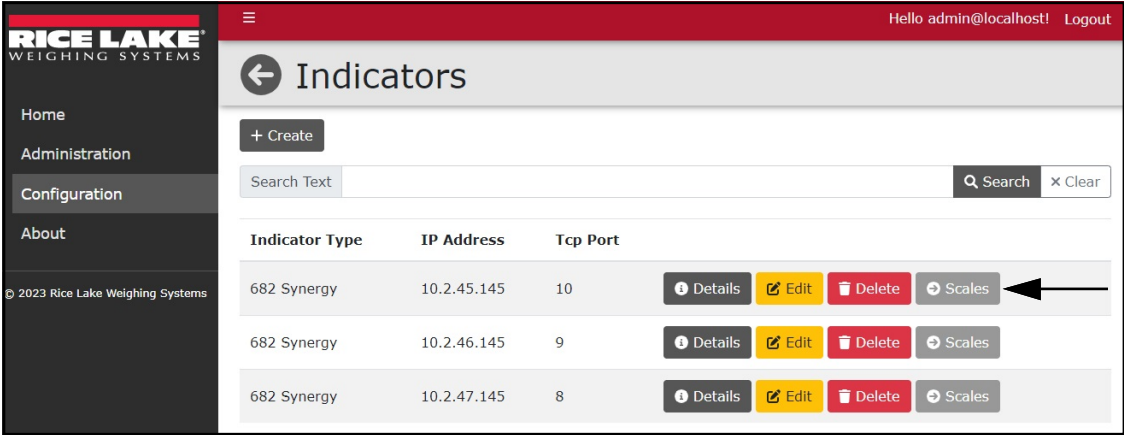 RICE LAKE®
WEIGHING SYSTEMS
Home
Administration
Configuration
About
© 2023 Rice Lake Weighing Systems
Hello admin@localhost! Logout
Indicators
+ Create
Search Text Search × Clear
Indicator Type IP Address Tcp Port
682 Synergy 10.2.45.145 10 Details Edit Delete Scales
682 Synergy 10.2.46.145 9 Details Edit Delete Scales
682 Synergy 10.2.47.145 8 Details Edit Delete Scales